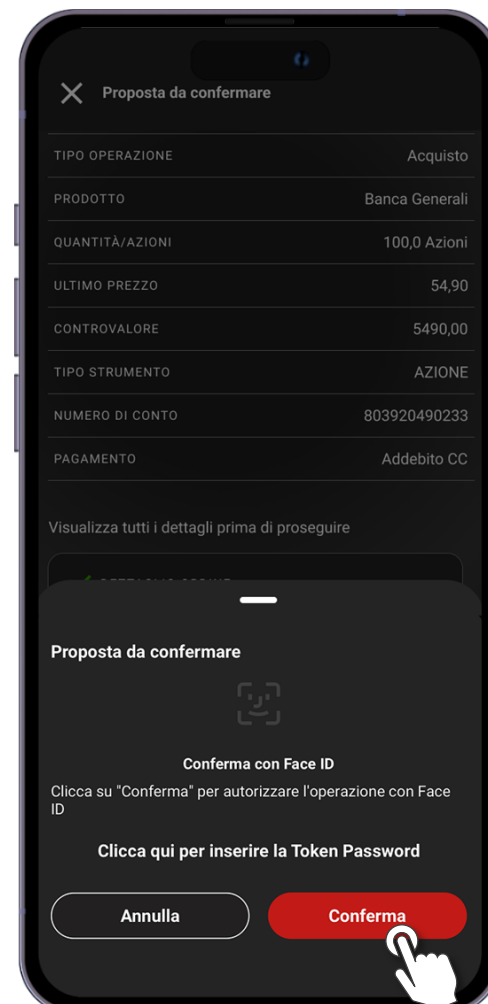 Proposta da confermare
TIPO OPERAZIONE Acquisto
PRODOTTO Banca Generali
QUANTITÀ/AZIONI 100,0 Azioni
ULTIMO PREZZO 54,90
CONTROVALORE 5490,00
TIPO STRUMENTO AZIONE
NUMERO DI CONTO 803920490233
PAGAMENTO Addebito CC
Visualizza tutti i dettagli prima di proseguire
Proposta da confermare
Conferma con Face ID
Clicca su "Conferma" per autorizzare l'operazione con Face
ID
Clicca qui per inserire la Token Password
Annulla Conferma